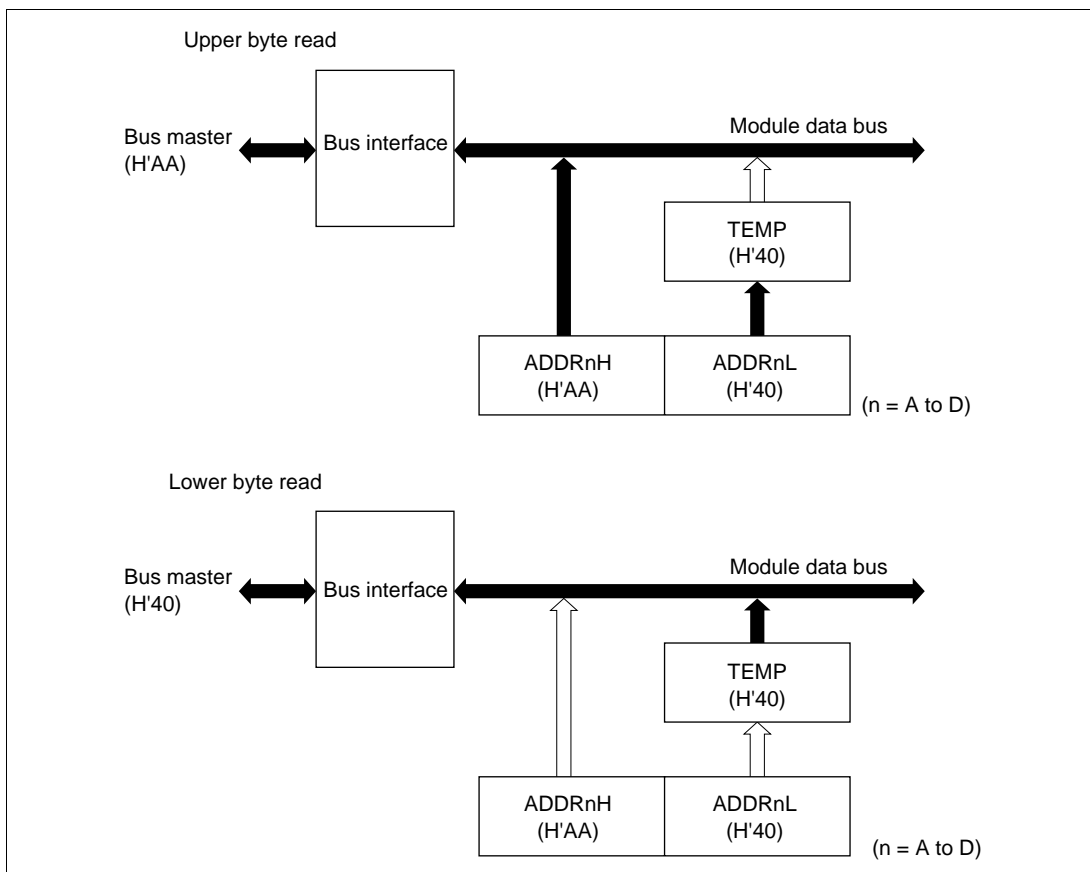 Upper byte read
Bus master
(H'AA)
Bus interface
Module data bus
TEMP
(H'40)
ADDRnH
(H'AA)
ADDRnL
(H'40)
(n = A to D)
Lower byte read
Bus master
(H'40)
Bus interface
Module data bus
TEMP
(H'40)
ADDRnH
(H'AA)
ADDRnL
(H'40)
(n = A to D)